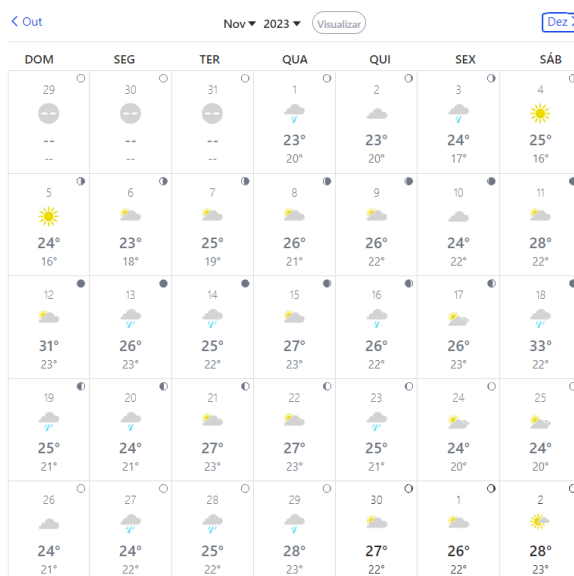 < Out
Nov 2023 Visualizar
Dez >
DOM SEG TER QUA QUI SEX SÁB
29 30 31 1 2 3 4
-- -- -- 23° 23° 24° 25°
-- -- -- 20° 20° 17° 16°
5 6 7 8 9 10 11
24° 23° 25° 26° 26° 24° 28°
16° 18° 19° 21° 22° 22° 22°
12 13 14 15 16 17 18
31° 26° 25° 27° 26° 26° 33°
23° 23° 22° 23° 22° 23° 22°
19 20 21 22 23 24 25
25° 24° 27° 27° 25° 24° 24°
21° 21° 23° 23° 21° 20° 20°
26 27 28 29 30 1 2
24° 24° 25° 28° 27° 26° 28°
21° 22° 22° 23° 22° 22° 23°